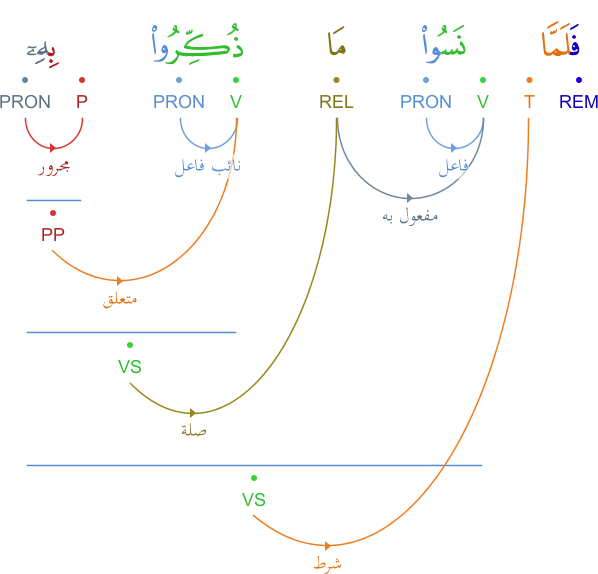 فَلَمَّا نَسُوا۟ مَا ذُكِّرُوا۟ بِهِۦٓ
REM T V PRON REL V PRON P PRON
مجرور نائب فاعل فاعل
مفعول به
PP
متعلق
VS
صلة
VS
شرط